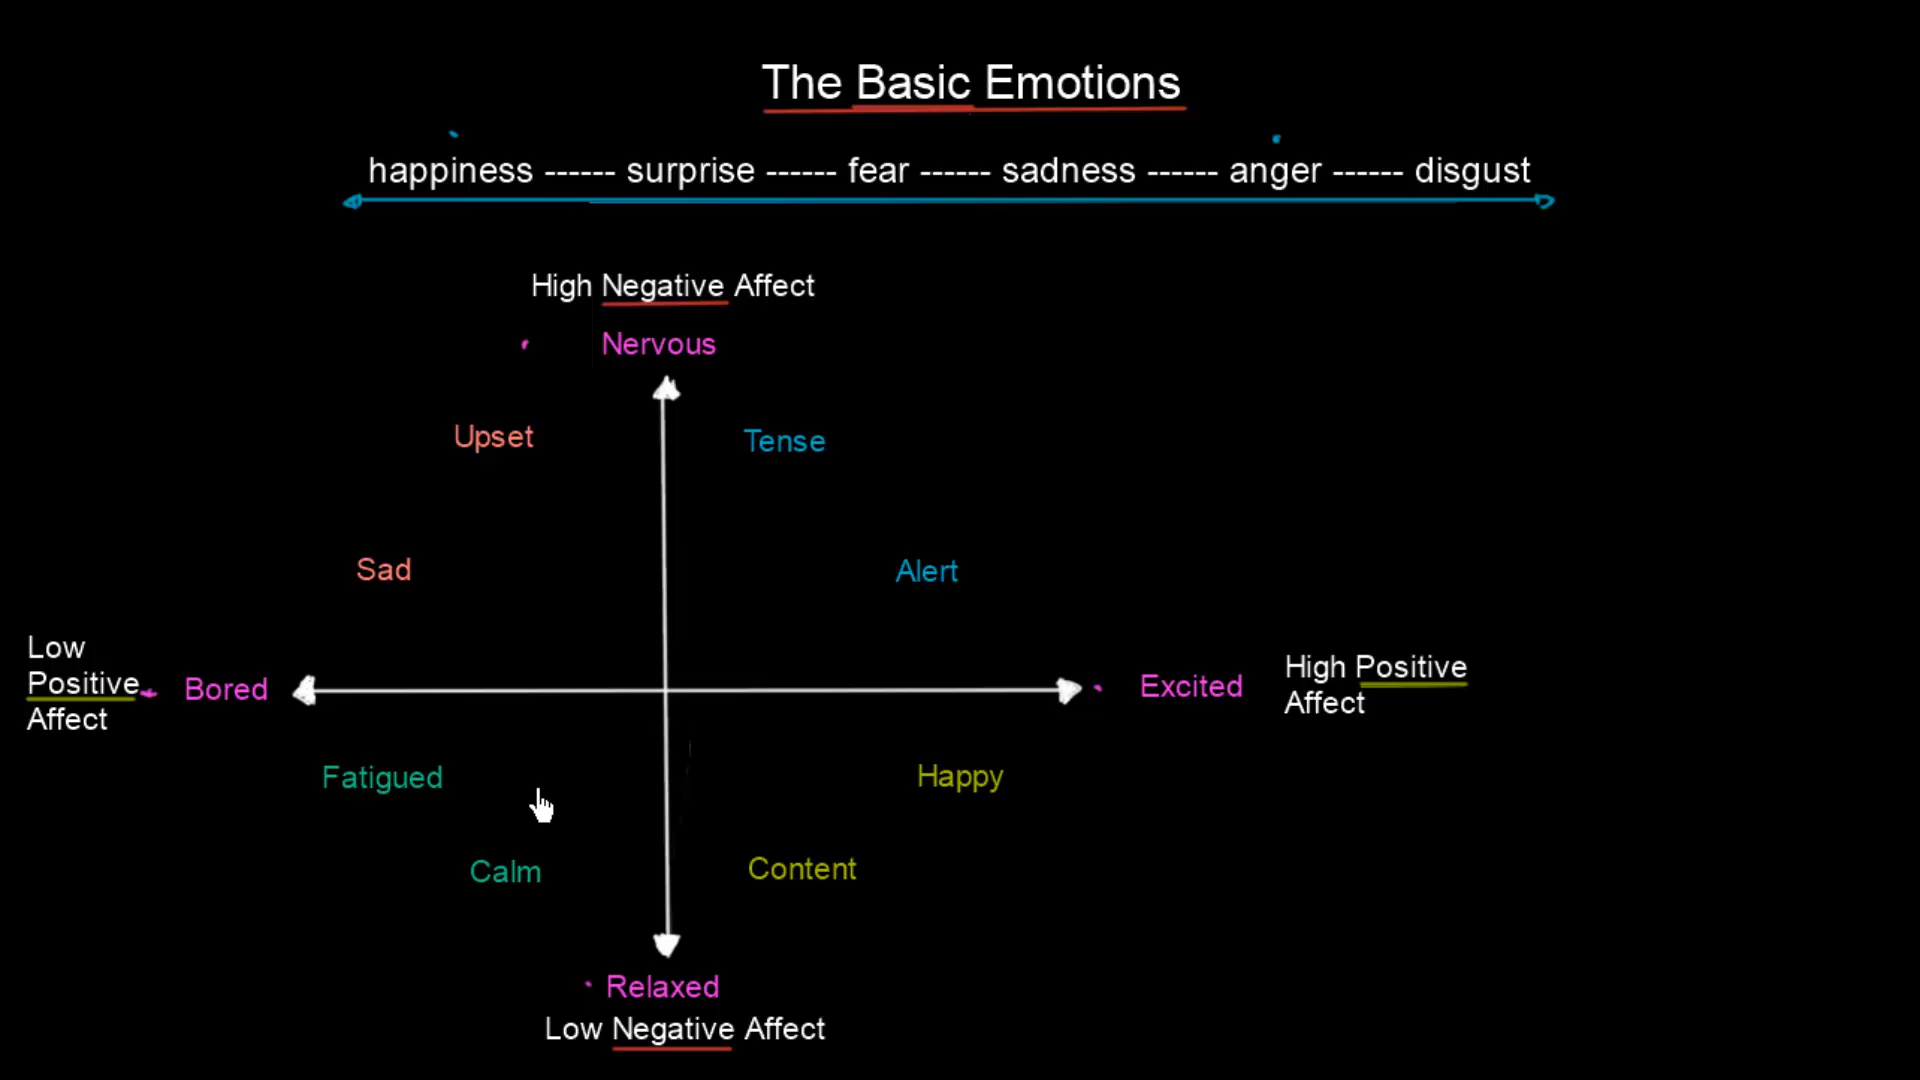 The Basic Emotions
happiness ------ surprise ------ fear ------ sadness ------ anger ------ disgust
High Negative Affect
Nervous
Upset
Tense
Sad
Alert
Low
Positive
Affect
Bored
Excited
High Positive
Affect
Fatigued
Happy
Calm
Content
Relaxed
Low Negative Affect